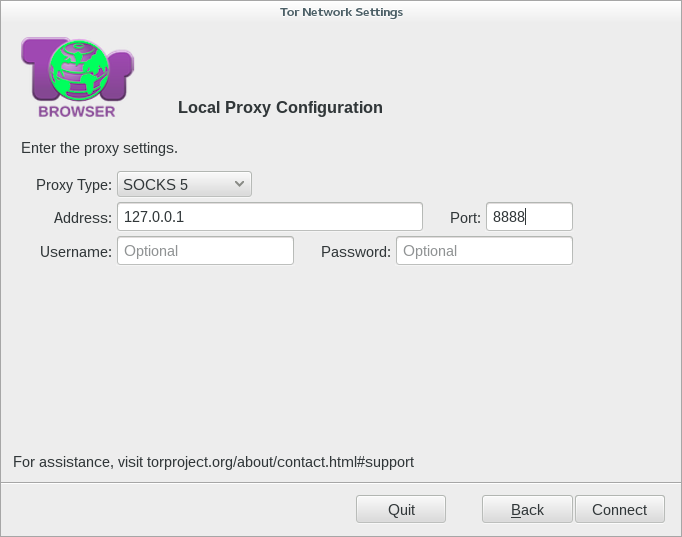 Tor Network Settings
Tor
BROWSER
Local Proxy Configuration
Enter the proxy settings.
Proxy Type: SOCKS 5
Address: 127.0.0.1 Port: 8888
Username: Optional Password: Optional
For assistance, visit torproject.org/about/contact.html#support
Quit Back Connect